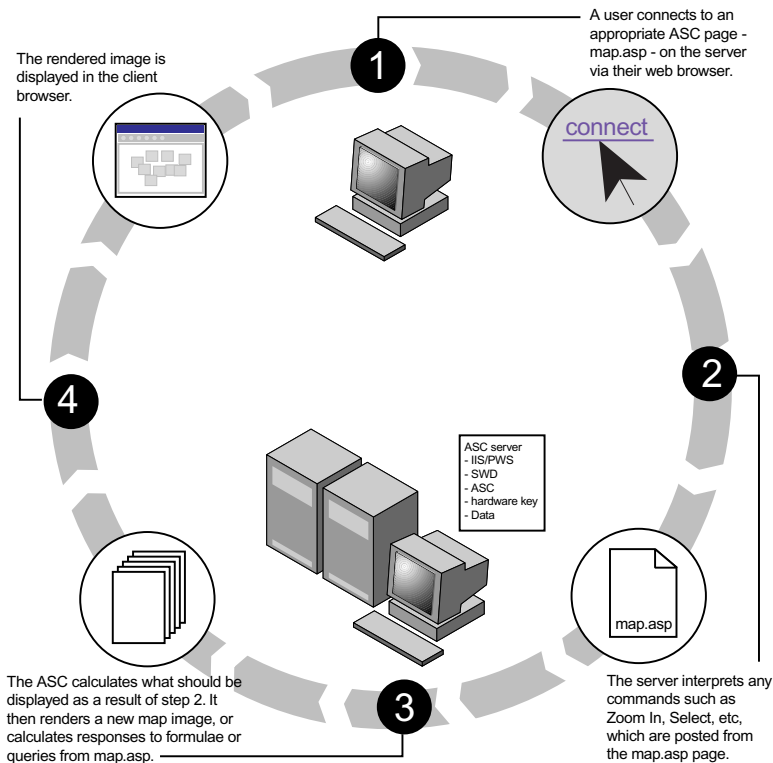 1
A user connects to an
appropriate ASC page -
map.asp - on the server
via their web browser.
The rendered image is
displayed in the client
browser.
connect
2
4
ASC server
- IIS/PWS
- SWD
- ASC
- hardware key
- Data
map.asp
The ASC calculates what should be
displayed as a result of step 2. It
then renders a new map image, or
calculates responses to formulae or
queries from map.asp.
3
The server interprets any
commands such as
Zoom In, Select, etc,
which are posted from
the map.asp page.